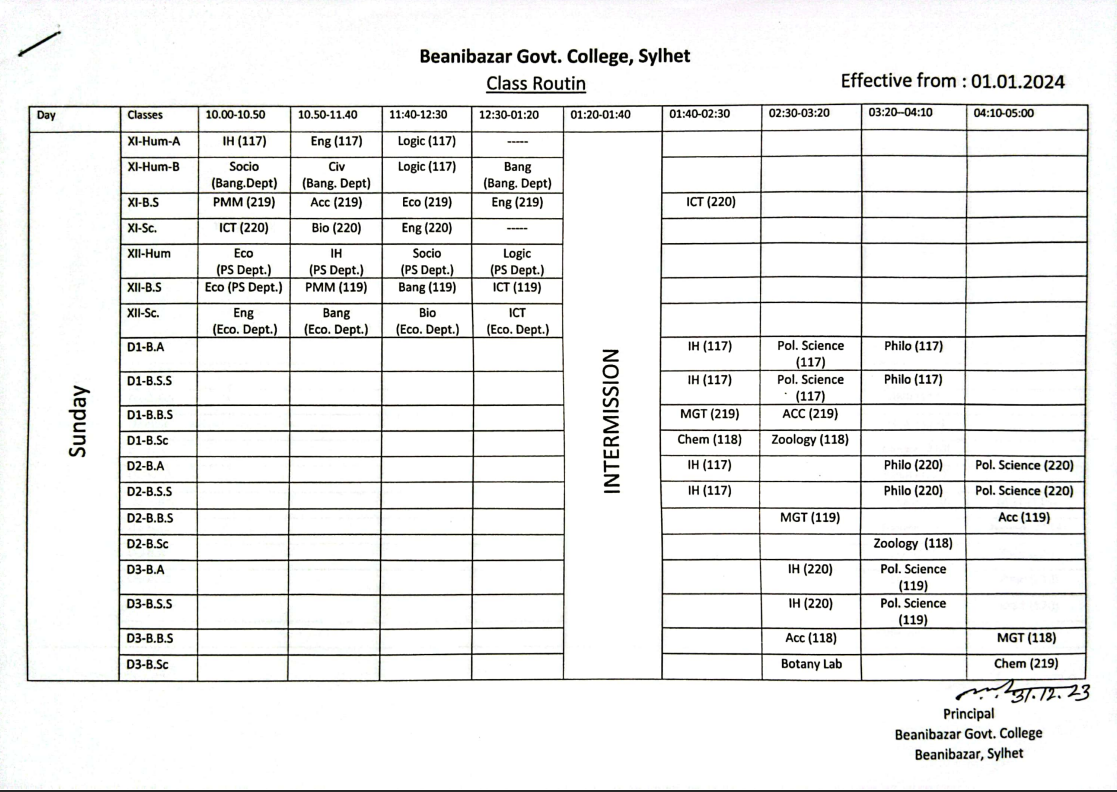 Beanibazar Govt. College, Sylhet
Class Routin
Effective from : 01.01.2024
Day Classes 10.00-10.50 10.50-11.40 11:40-12:30 12:30-01:20 01:20-01:40 01:40-02:30 02:30-03:20 03:20--04:10 04:10-05:00
Sunday
INTERMISSION
XI-Hum-A IH (117) Eng (117) Logic (117) -----
XI-Hum-B Socio Civ Logic (117) Bang
(Bang.Dept) (Bang. Dept) (Bang. Dept)
XI-B.S PMM (219) Acc (219) Eco (219) Eng (219) ICT (220)
XI-Sc. ICT (220) Bio (220) Eng (220) -----
XII-Hum Eco IH Socio Logic
(PS Dept.) (PS Dept.) (PS Dept.) (PS Dept.)
XII-B.S Eco (PS Dept.) PMM (119) Bang (119) ICT (119)
XII-Sc. Eng Bang Bio ICT
(Eco. Dept.) (Eco. Dept.) (Eco. Dept.) (Eco. Dept.)
D1-B.A IH (117) Pol. Science Philo (117)
(117)
D1-B.S.S IH (117) Pol. Science Philo (117)
(117)
D1-B.B.S MGT (219) ACC (219)
D1-B.Sc Chem (118) Zoology (118)
D2-B.A IH (117) Philo (220) Pol. Science (220)
D2-B.S.S IH (117) Philo (220) Pol. Science (220)
D2-B.B.S MGT (119) Acc (119)
D2-B.Sc Zoology (118)
D3-B.A IH (220) Pol. Science
(119)
D3-B.S.S IH (220) Pol. Science
(119)
D3-B.B.S Acc (118) MGT (118)
D3-B.Sc Botany Lab Chem (219)
31.12.23
Principal
Beanibazar Govt. College
Beanibazar, Sylhet